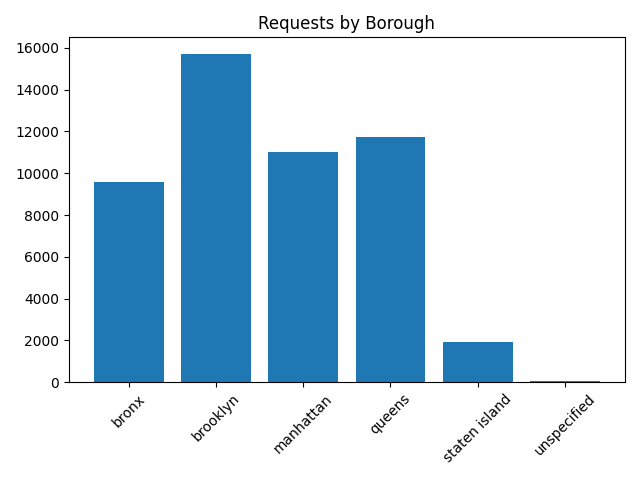 Requests by Borough
16000
14000
12000
10000
8000
6000
4000
2000
0
bronx
brooklyn
manhattan
queens
staten island
unspecified